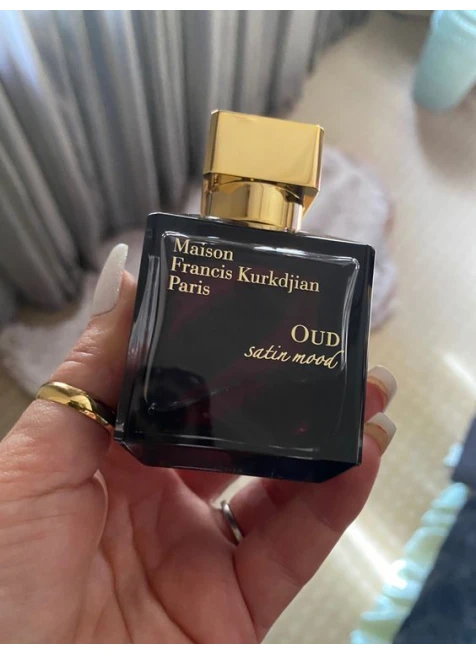 Maison
Francis Kurkdjian
Paris
OUD
satin mood